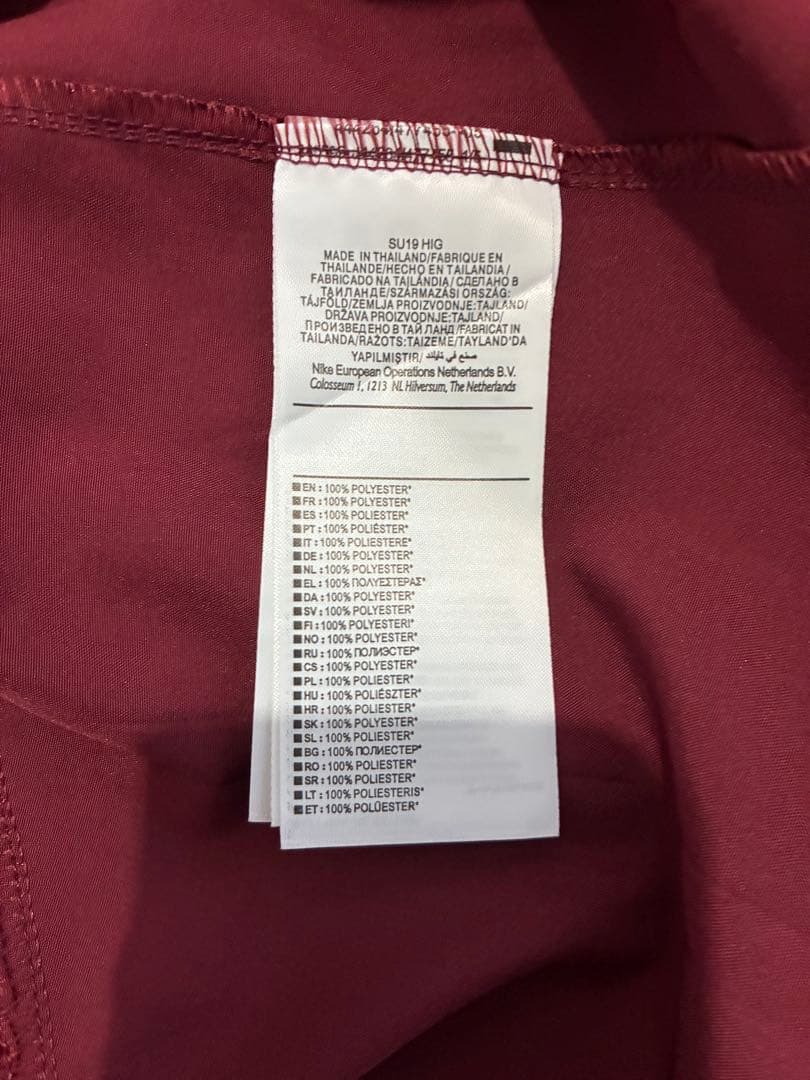 SU19 HIG
MADE IN THAILAND/FABRIQUE EN
THAILANDE/HECHO EN TAILANDIA/
FABRICADO NA TAILÂNDIA/СДЕЛАНО В
ТАИЛАНДЕ/SZÁRMAZÁSI ORSZÁG:
TÁJFÖLD/ZEMLJA PROIZVODNJE:TAJLAND/
DRŽAVA PROIZVODNJE:TAJLAND/
ПРОИЗВЕДЕНО В ТАЙЛАНД/FABRICAT IN
TAILANDA/RAŽOTS:TAIZEME/TAYLAND'DA
YAPILMIŞTIR/ صنع في تايلاند
Nike European Operations Netherlands B.V.
Colosseum 1, 1213 NL Hilversum, The Netherlands
EN : 100% POLYESTER*
FR : 100% POLYESTER*
ES : 100% POLIESTER*
PT : 100% POLIÉSTER*
IT : 100% POLIESTERE*
DE : 100% POLYESTER*
NL : 100% POLYESTER*
EL : 100% ΠΟΛΥΕΣΤΕΡΑΣ*
DA : 100% POLYESTER*
SV : 100% POLYESTER*
FI : 100% POLYESTERI*
NO : 100% POLYESTER*
RU : 100% ПОЛИЭСТЕР*
CS : 100% POLYESTER*
PL : 100% POLIESTER*
HU : 100% POLIÉSZTER*
HR : 100% POLIESTER*
SK : 100% POLYESTER*
SL : 100% POLIESTER*
BG : 100% ПОЛИЕСТЕР*
RO : 100% POLIESTER*
SR : 100% POLIESTER*
LT : 100% POLIESTERIS*
ET : 100% POLÜESTER*